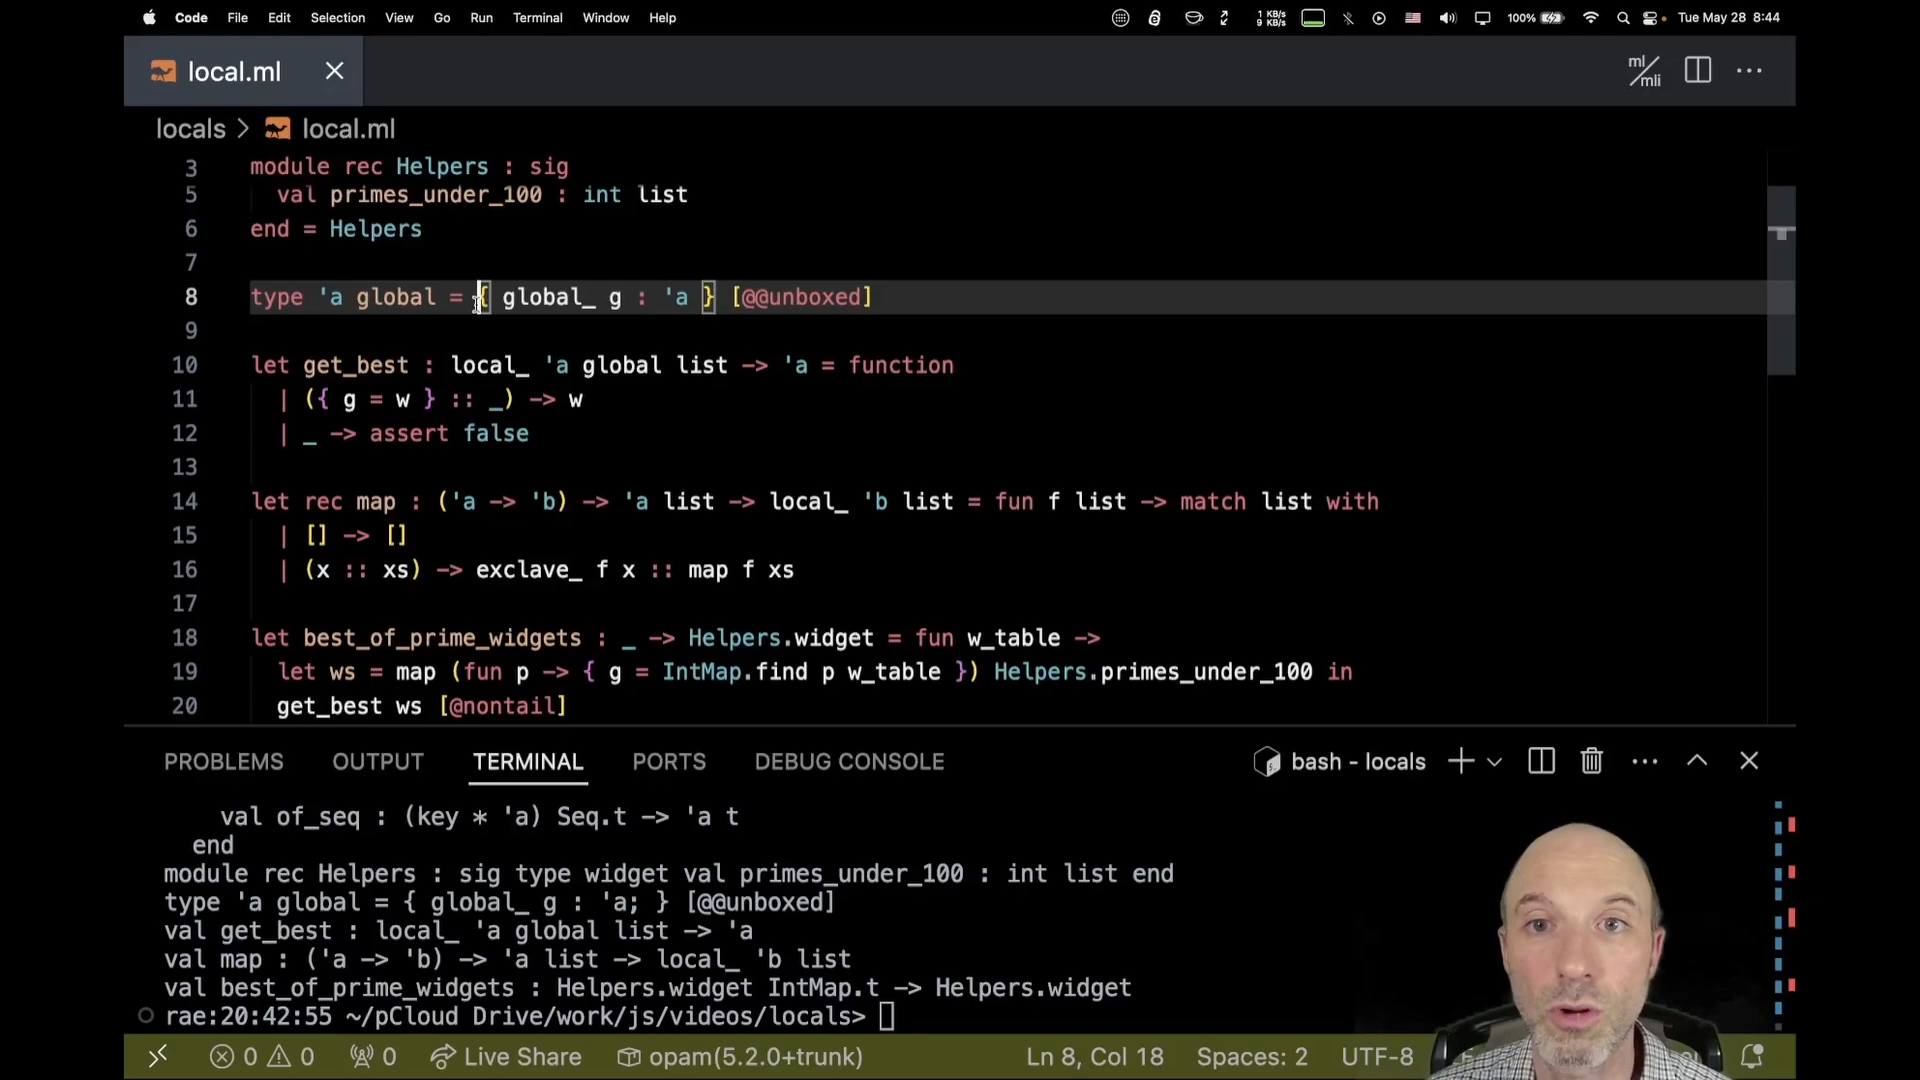 Code File Edit Selection View Go Run Terminal Window Help 1 KB/s 9 KB/s 100% Tue May 28 8:44
local.ml ml/mli
locals > local.ml
3 module rec Helpers : sig
5 val primes_under_100 : int list
6 end = Helpers
7
8 type 'a global = { global_ g : 'a } [@@unboxed]
9
10 let get_best : local_ 'a global list -> 'a = function
11 | ({ g = w } :: _) -> w
12 | _ -> assert false
13
14 let rec map : ('a -> 'b) -> 'a list -> local_ 'b list = fun f list -> match list with
15 | [] -> []
16 | (x :: xs) -> exclave_ f x :: map f xs
17
18 let best_of_prime_widgets : _ -> Helpers.widget = fun w_table ->
19 let ws = map (fun p -> { g = IntMap.find p w_table }) Helpers.primes_under_100 in
20 get_best ws [@nontail]
PROBLEMS OUTPUT TERMINAL PORTS DEBUG CONSOLE bash - locals
val of_seq : (key * 'a) Seq.t -> 'a t
end
module rec Helpers : sig type widget val primes_under_100 : int list end
type 'a global = { global_ g : 'a; } [@@unboxed]
val get_best : local_ 'a global list -> 'a
val map : ('a -> 'b) -> 'a list -> local_ 'b list
val best_of_prime_widgets : Helpers.widget IntMap.t -> Helpers.widget
rae:20:42:55 ~/pCloud Drive/work/js/videos/locals>
0 0 0 Live Share opam(5.2.0+trunk) Ln 8, Col 18 Spaces: 2 UTF-8